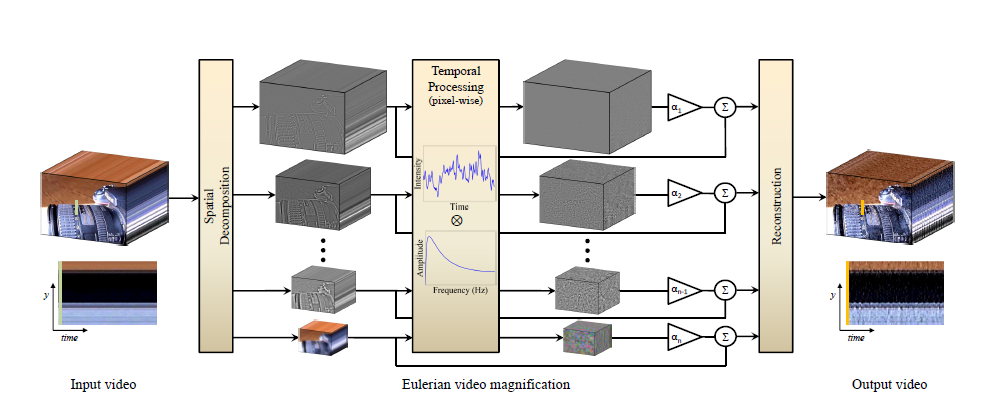 Temporal
Processing
(pixel-wise)
Intensity
Time
⊗
Amplitude
Frequency (Hz)
Spatial
Decomposition
α1
Σ
α2
Σ
αn-1
Σ
αn
Σ
Reconstruction
y
time
y
time
Input video
Eulerian video magnification
Output video